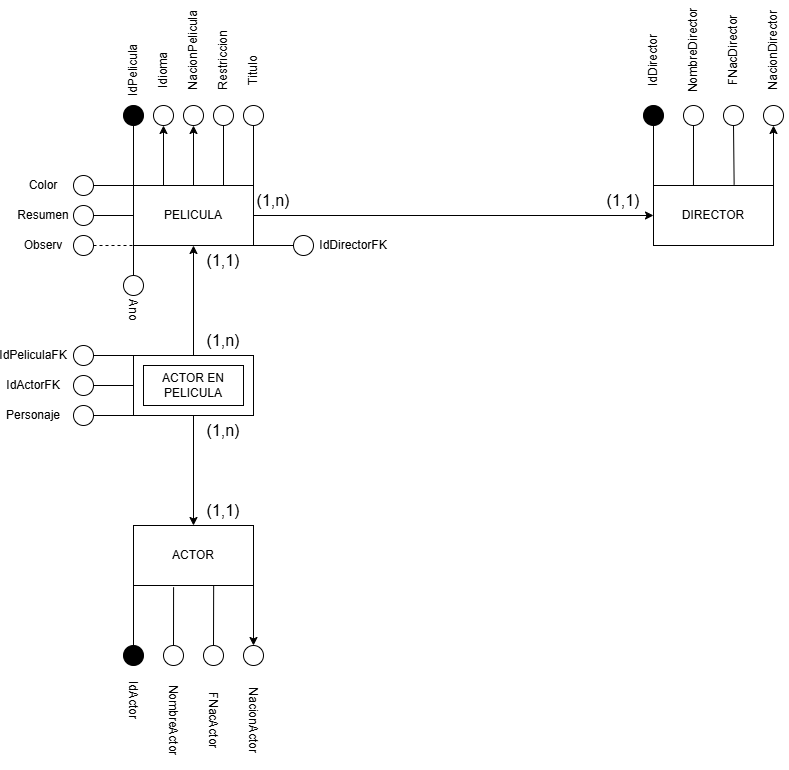 IdPelicula
Idioma
NacionPelicula
Restriccion
Titulo
IdDirector
NombreDirector
FNacDirector
NacionDirector
Color
Resumen
Observ
PELICULA
(1,n)
(1,1)
DIRECTOR
IdDirectorFK
(1,1)
Ano
(1,n)
IdPeliculaFK
IdActorFK
Personaje
ACTOR EN
PELICULA
(1,n)
(1,1)
ACTOR
IdActor
NombreActor
FNacActor
NacionActor